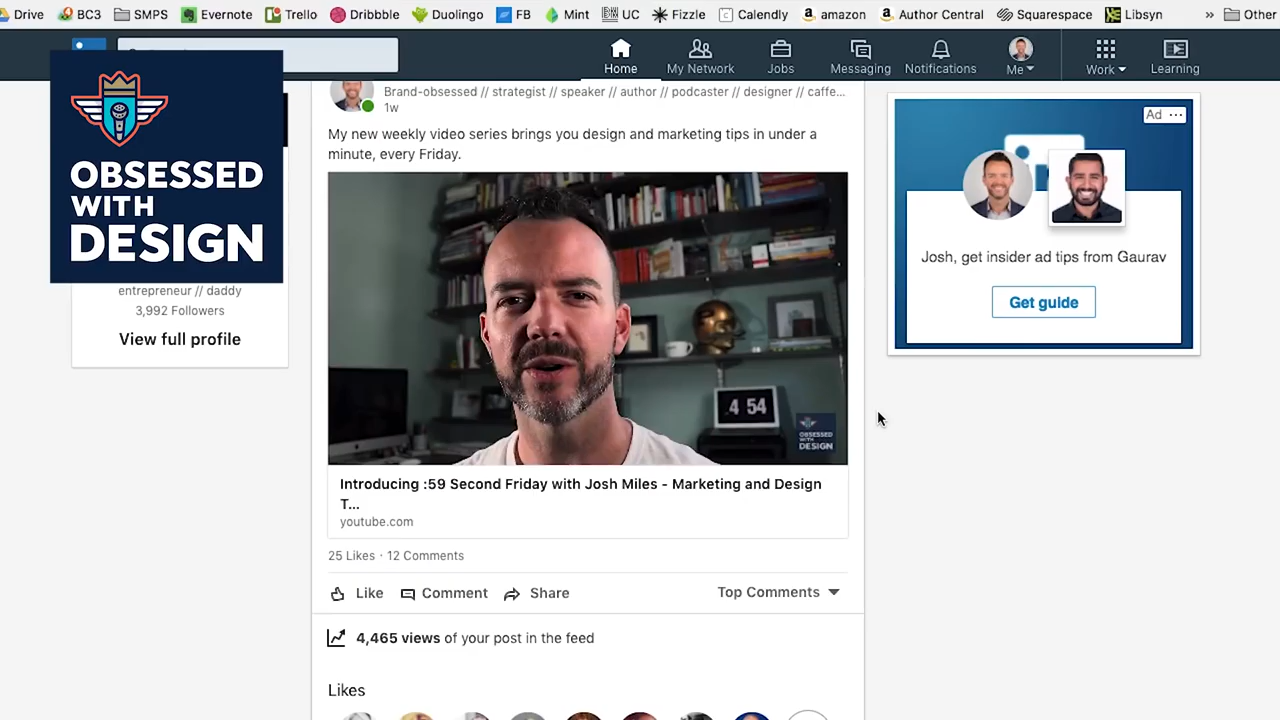 Drive BC3 SMPS Evernote Trello Dribbble Duolingo FB Mint UC Fizzle Calendly amazon Author Central Squarespace Libsyn » Other
Home My Network Jobs Messaging Notifications Me Work Learning
OBSESSED
WITH
DESIGN
entrepreneur // daddy
3,992 Followers
View full profile
Brand-obsessed // strategist // speaker // author // podcaster // designer // caffe...
1w
My new weekly video series brings you design and marketing tips in under a
minute, every Friday.
4 54
OBSESSED
WITH
DESIGN
Introducing :59 Second Friday with Josh Miles - Marketing and Design
T...
youtube.com
25 Likes · 12 Comments
Like Comment Share Top Comments
4,465 views of your post in the feed
Likes
Ad ···
Josh, get insider ad tips from Gaurav
Get guide